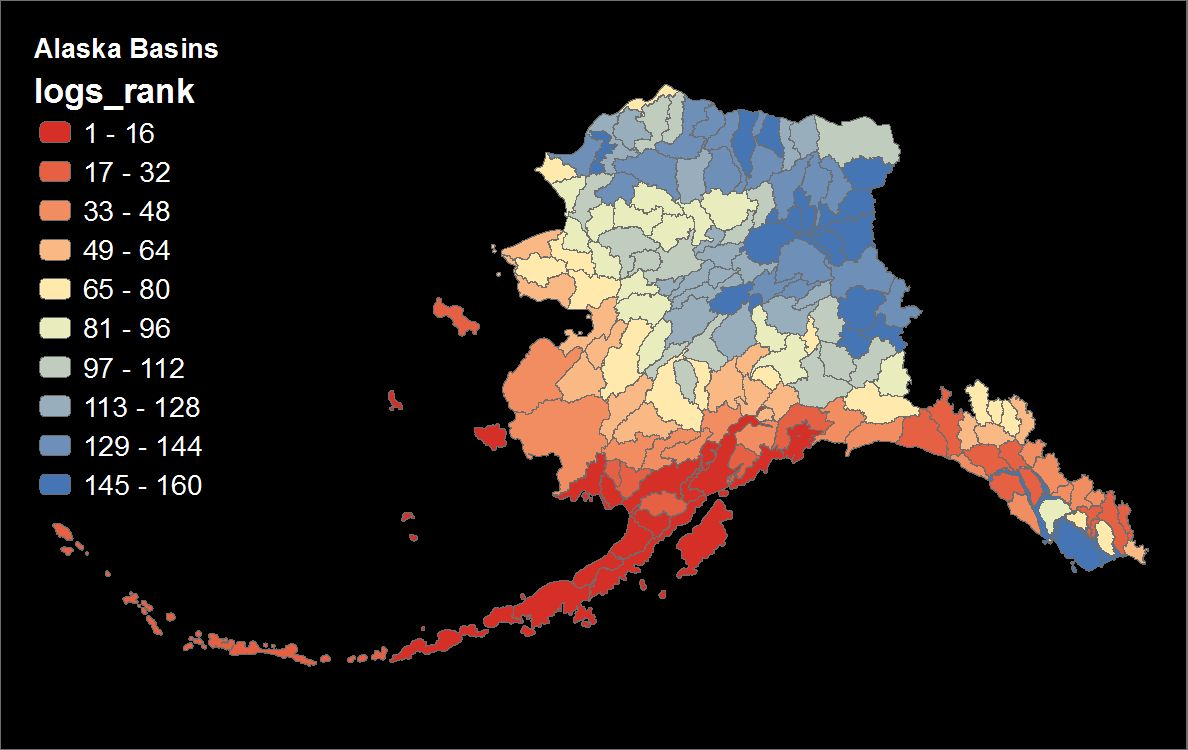 Alaska Basins
logs_rank
1 - 16
17 - 32
33 - 48
49 - 64
65 - 80
81 - 96
97 - 112
113 - 128
129 - 144
145 - 160